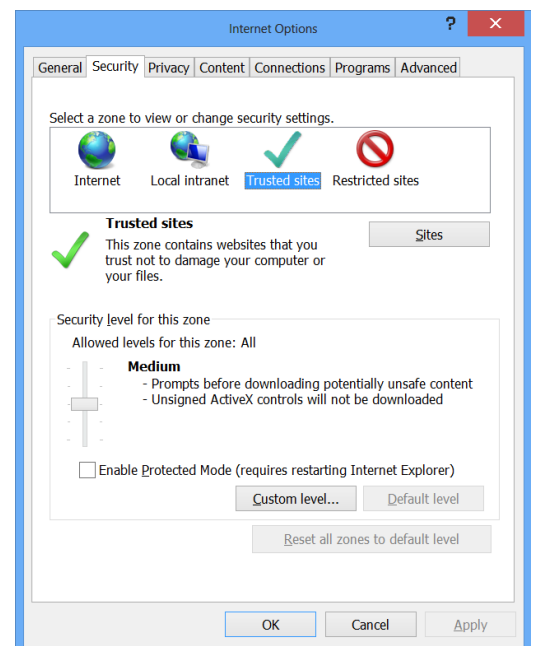 Internet Options ?
General Security Privacy Content Connections Programs Advanced
Select a zone to view or change security settings.
Internet Local intranet Trusted sites Restricted sites
Trusted sites
Sites
This zone contains websites that you
trust not to damage your computer or
your files.
Security level for this zone
Allowed levels for this zone: All
Medium
- Prompts before downloading potentially unsafe content
- Unsigned ActiveX controls will not be downloaded
Enable Protected Mode (requires restarting Internet Explorer)
Custom level... Default level
Reset all zones to default level
OK Cancel Apply